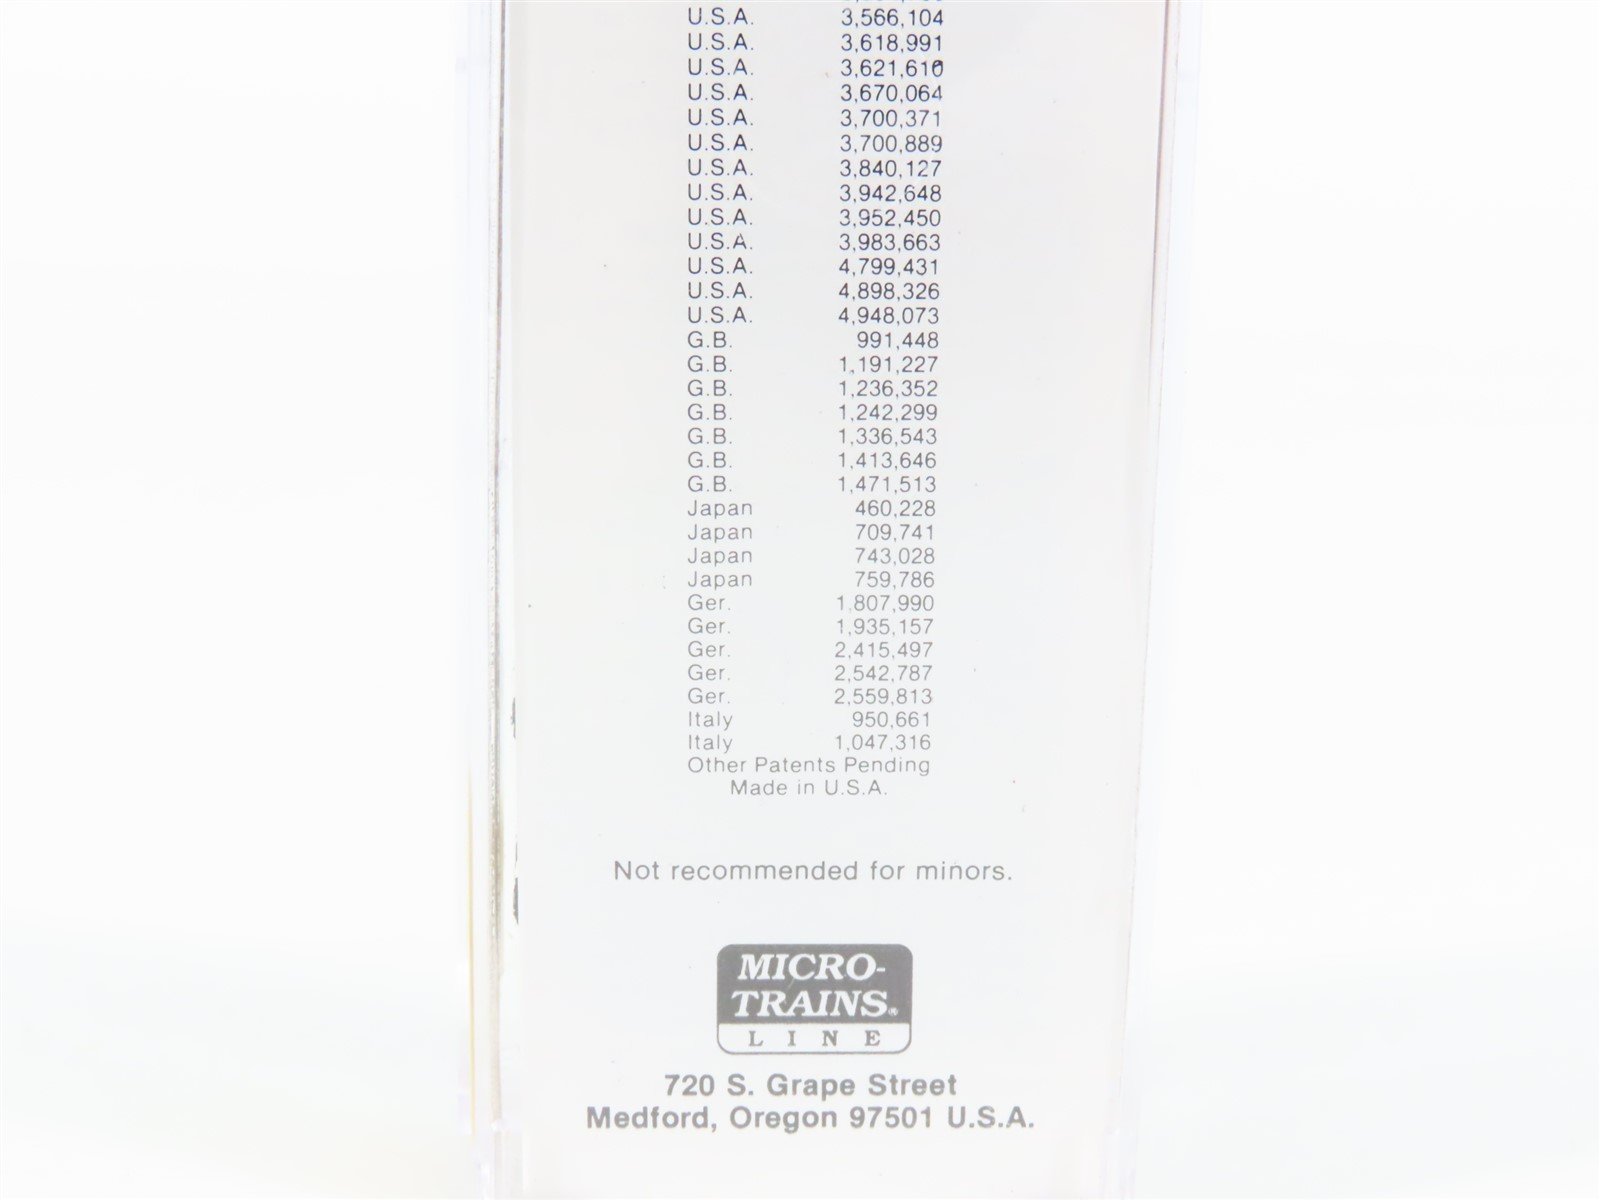 U.S.A. 3,566,104
U.S.A. 3,618,991
U.S.A. 3,621,610
U.S.A. 3,670,064
U.S.A. 3,700,371
U.S.A. 3,700,889
U.S.A. 3,840,127
U.S.A. 3,942,648
U.S.A. 3,952,450
U.S.A. 3,983,663
U.S.A. 4,799,431
U.S.A. 4,898,326
U.S.A. 4,948,073
G.B. 991,448
G.B. 1,191,227
G.B. 1,236,352
G.B. 1,242,299
G.B. 1,336,543
G.B. 1,413,646
G.B. 1,471,513
Japan 460,228
Japan 709,741
Japan 743,028
Japan 759,786
Ger. 1,807,990
Ger. 1,935,157
Ger. 2,415,497
Ger. 2,542,787
Ger. 2,559,813
Italy 950,661
Italy 1,047,316
Other Patents Pending
Made in U.S.A.
Not recommended for minors.
MICRO-
TRAINS®
LINE
720 S. Grape Street
Medford, Oregon 97501 U.S.A.